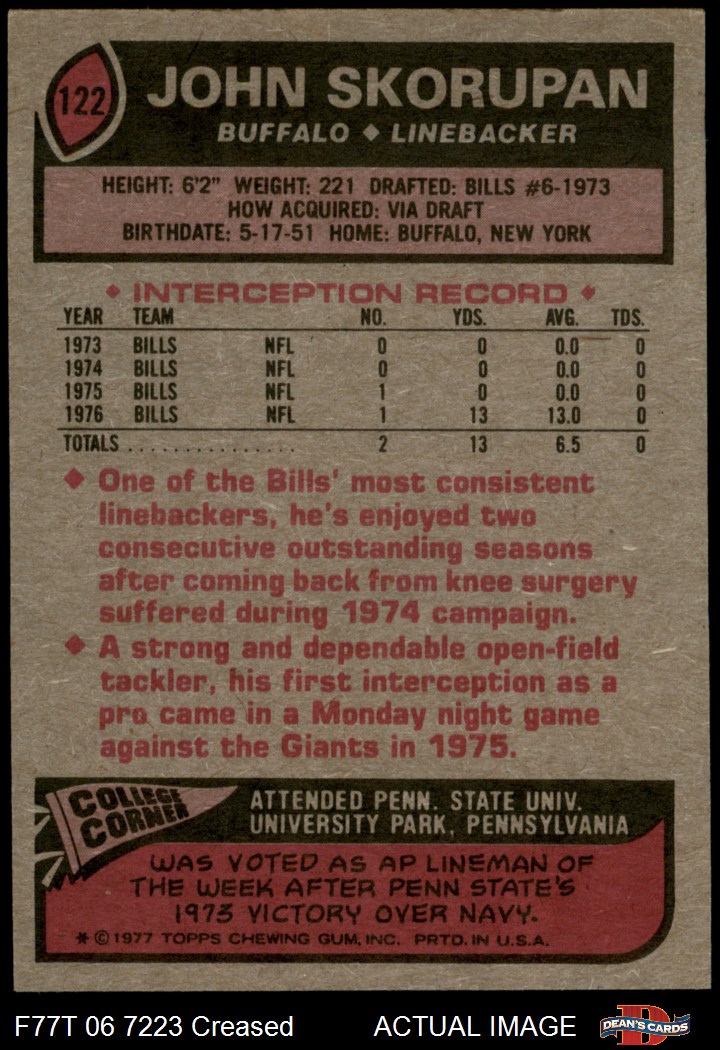 122
JOHN SKORUPAN
BUFFALO ◆ LINEBACKER
HEIGHT: 6'2" WEIGHT: 221 DRAFTED: BILLS #6-1973
HOW ACQUIRED: VIA DRAFT
BIRTHDATE: 5-17-51 HOME: BUFFALO, NEW YORK
◆ INTERCEPTION RECORD ◆
YEAR TEAM NO. YDS. AVG. TDS.
1973 BILLS NFL 0 0 0.0 0
1974 BILLS NFL 0 0 0.0 0
1975 BILLS NFL 1 0 0.0 0
1976 BILLS NFL 1 13 13.0 0
TOTALS ................ 2 13 6.5 0
◆ One of the Bills' most consistent
linebackers, he's enjoyed two
consecutive outstanding seasons
after coming back from knee surgery
suffered during 1974 campaign.
◆ A strong and dependable open-field
tackler, his first interception as a
pro came in a Monday night game
against the Giants in 1975.
COLLEGE
CORNER
ATTENDED PENN. STATE UNIV.
UNIVERSITY PARK, PENNSYLVANIA
WAS VOTED AS AP LINEMAN OF
THE WEEK AFTER PENN STATE'S
1973 VICTORY OVER NAVY.
* © 1977 TOPPS CHEWING GUM, INC. PRTD. IN U.S.A.
F77T 06 7223 Creased ACTUAL IMAGE
D
DEAN'S CARDS